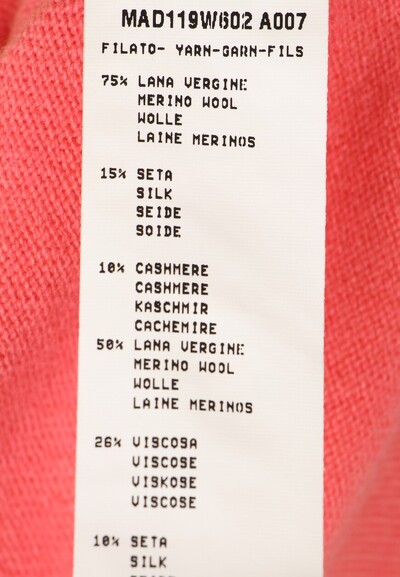 MAD119W602 A007
FILATO- YARN-GARN-FILS
75% LANA VERGINE
MERINO WOOL
WOLLE
LAINE MERINOS
15% SETA
SILK
SEIDE
SOIDE
10% CASHMERE
CASHMERE
KASCHMIR
CACHEMIRE
50% LANA VERGINE
MERINO WOOL
WOLLE
LAINE MERINOS
26% VISCOSA
VISCOSE
VISKOSE
VISCOSE
10% SETA
SILK